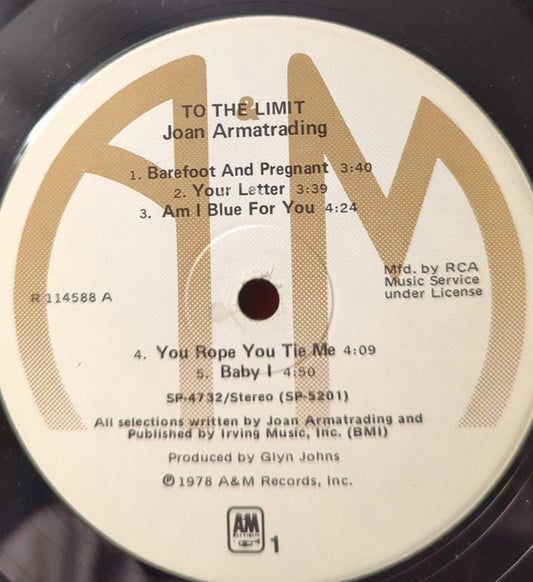 A&M
TO THE LIMIT
Joan Armatrading
1. Barefoot And Pregnant 3:40
2. Your Letter 3:39
3. Am I Blue For You 4:24
R 114588 A
Mfd. by RCA
Music Service
under License
4. You Rope You Tie Me 4:09
5. Baby I 4:50
SP-4732/Stereo (SP-5201)
All selections written by Joan Armatrading and
Published by Irving Music, Inc. (BMI)
Produced by Glyn Johns
℗ 1978 A&M Records, Inc.
AM
RECORDS
1